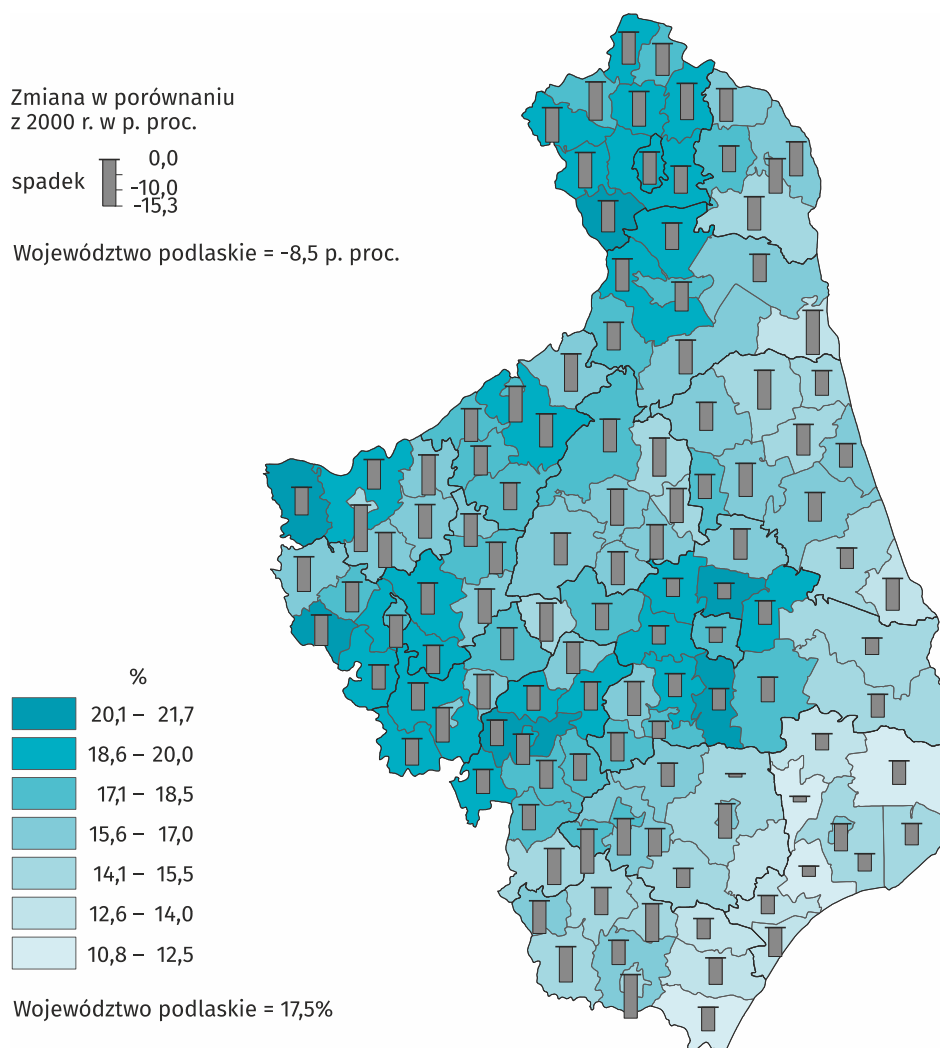 Zmiana w porównaniu
z 2000 r. w p. proc.
0,0
spadek
-10,0
-15,3
Województwo podlaskie = -8,5 p. proc.
%
20,1 – 21,7
18,6 – 20,0
17,1 – 18,5
15,6 – 17,0
14,1 – 15,5
12,6 – 14,0
10,8 – 12,5
Województwo podlaskie = 17,5%